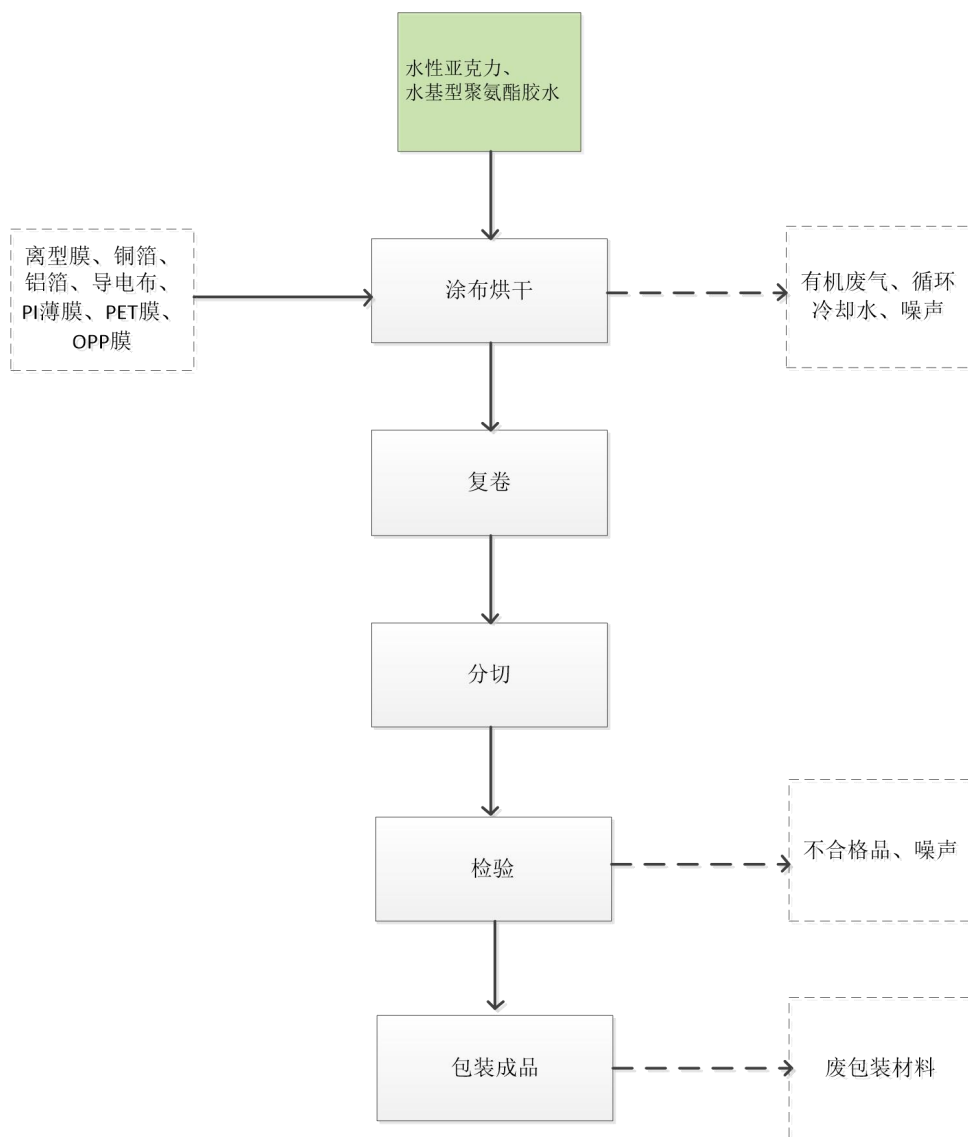 水性亚克力、
水基型聚氨酯胶水
离型膜、铜箔、
铝箔、导电布、
PI薄膜、PET膜、
OPP膜
涂布烘干
有机废气、循环
冷却水、噪声
复卷
分切
检验
不合格品、噪声
包装成品
废包装材料